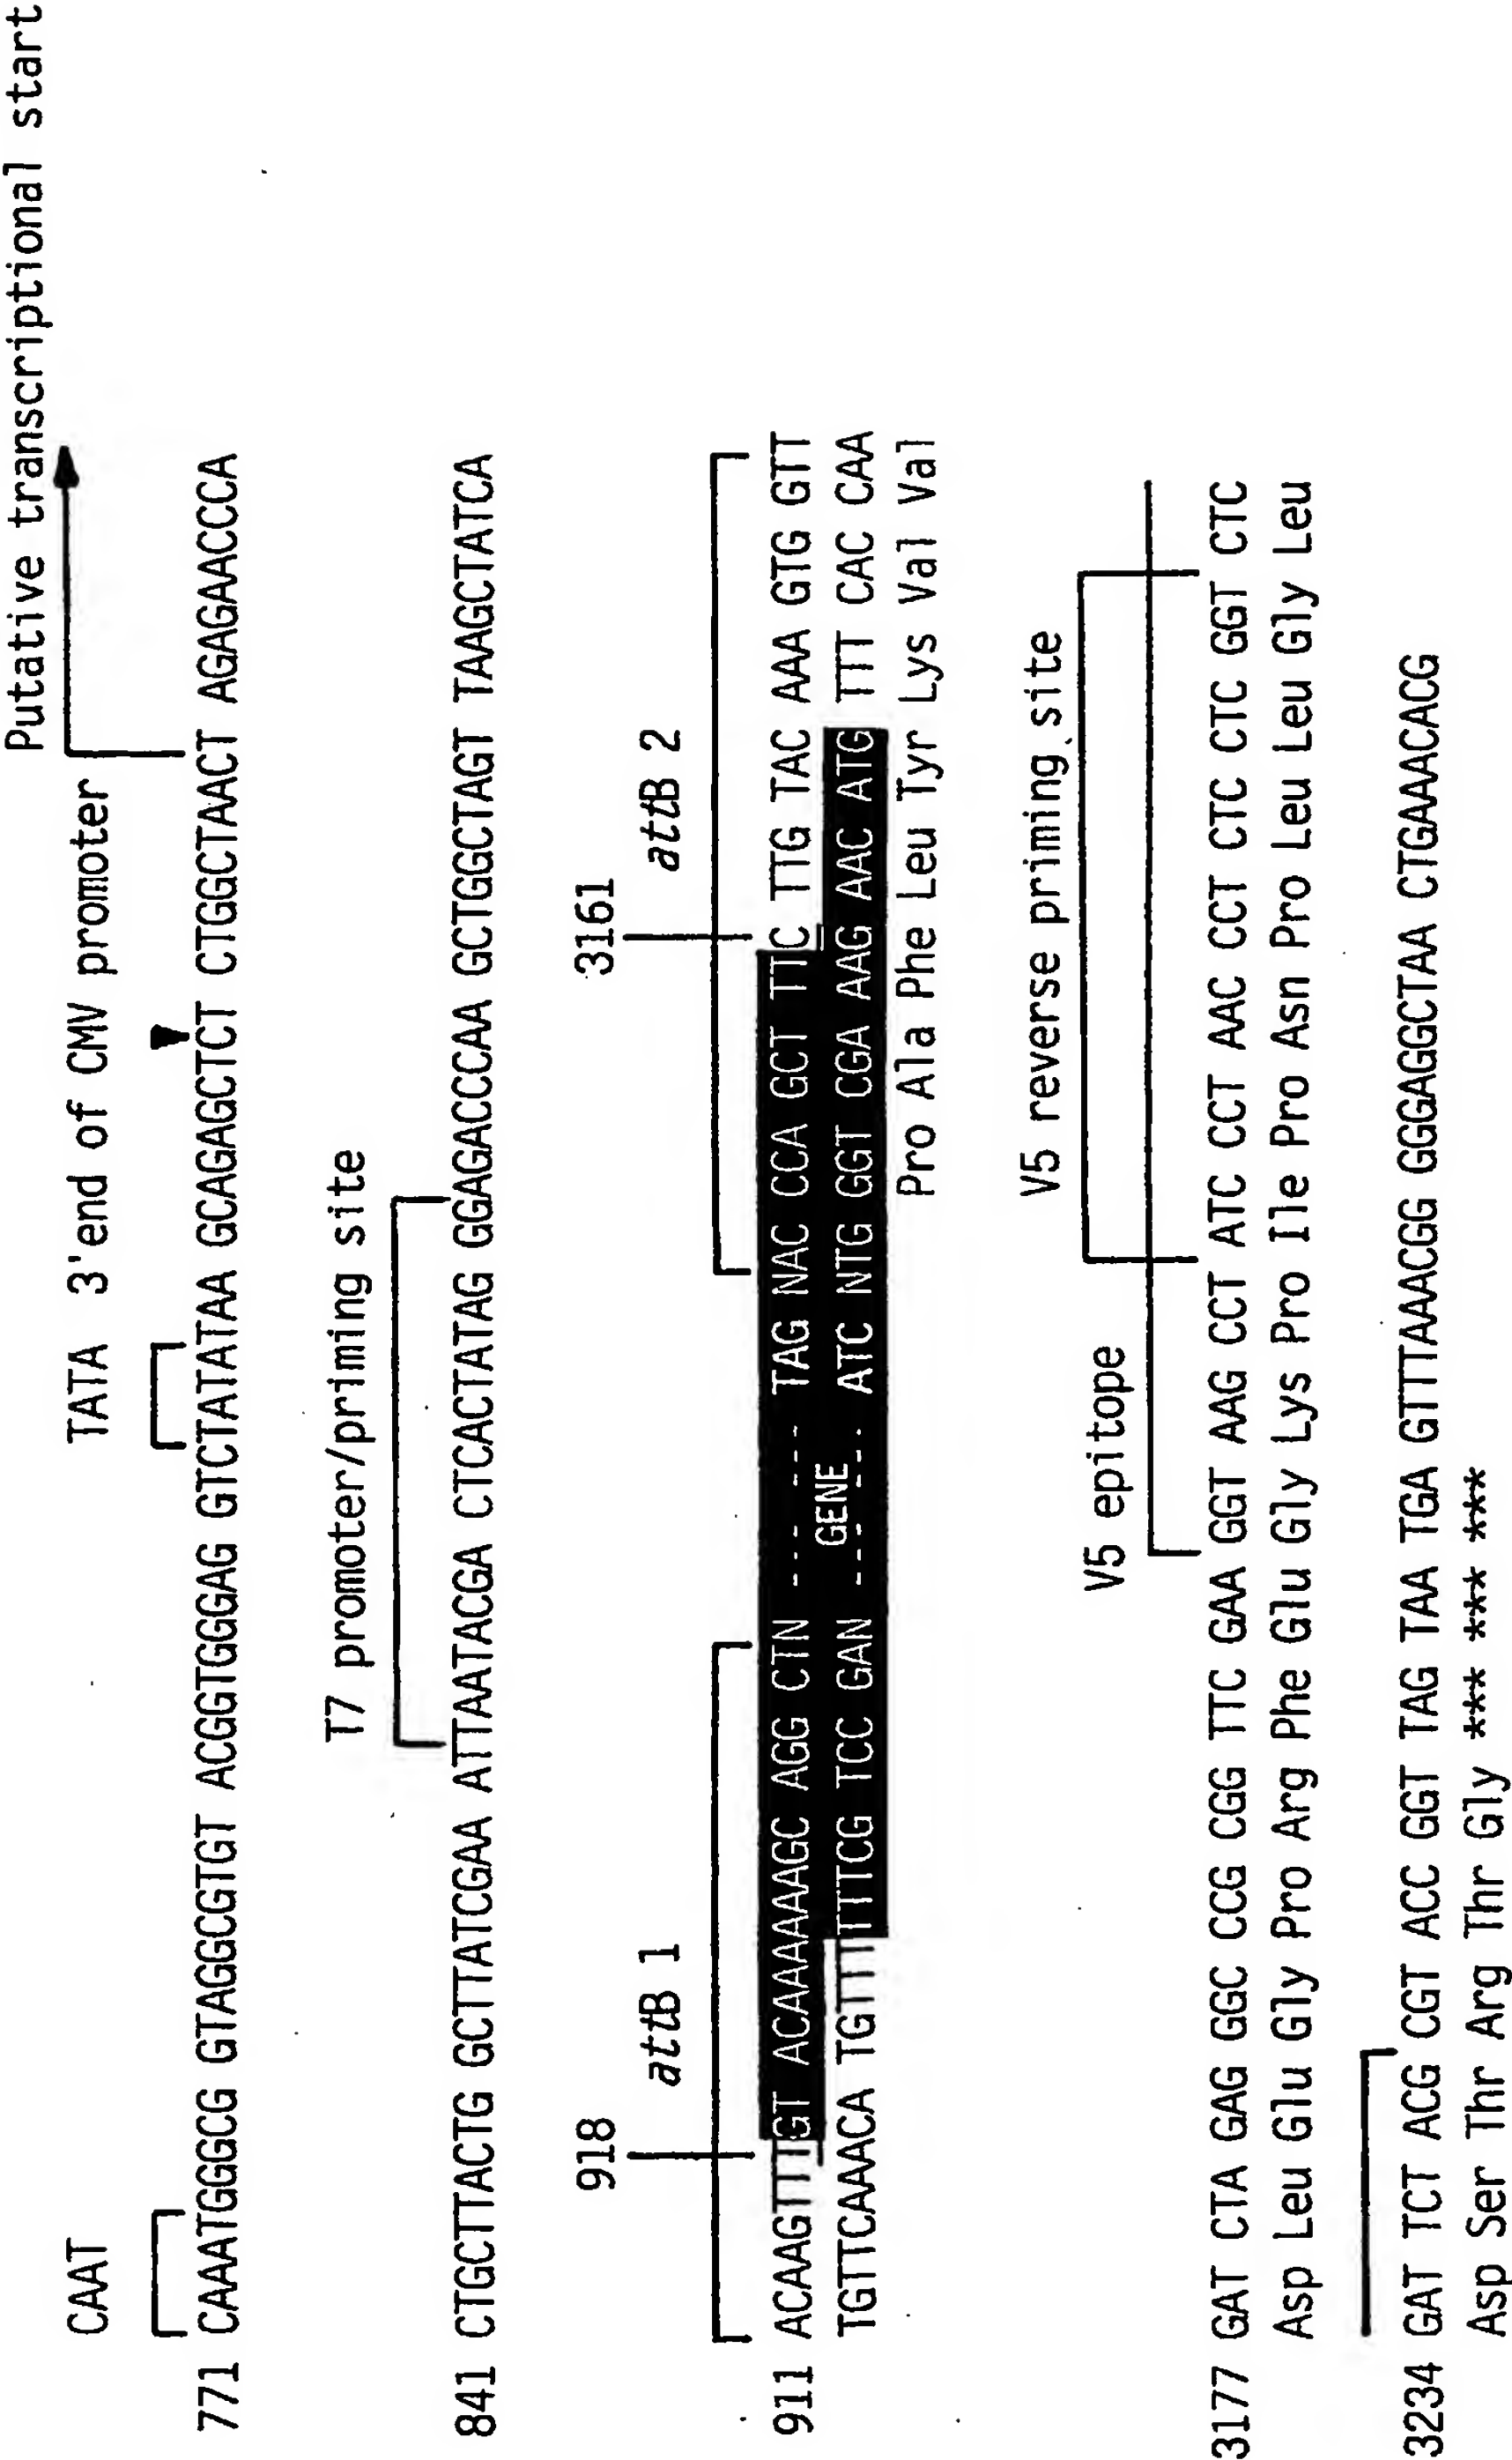 Putative transcriptional start
CAAT TATA 3'end of CMV promoter
771 CAAATGGGCG GTAGGCGTGT ACGGTGGGAG GTCTATATAA GCAGAGCTCT CTGGCTAACT AGAGAACCCA
T7 promoter/priming site
841 CTGCTTACTG GCTTATCGAA ATTAATACGA CTCACTATAG GGAGACCCAA GCTGGCTAGT TAAGCTATCA
918 3161
attB 1 attB 2
911 ACAAGTTTGT ACAAAAAAGC AGG CTN --- --- TAG NAC CCA GCT TTC TTG TAC AAA GTG GTT
GENE
TGTTCAAACA TGTTTTTTCG TCC GAN --- --- ATC NTG GGT CGA AAG AAC ATG TTT CAC CAA
Pro Ala Phe Leu Tyr Lys Val Val
V5 reverse priming site
V5 epitope
3177 GAT CTA GAG GGC CCG CGG TTC GAA GGT AAG CCT ATC CCT AAC CCT CTC CTC GGT CTC
Asp Leu Glu Gly Pro Arg Phe Glu Gly Lys Pro Ile Pro Asn Pro Leu Leu Gly Leu
3234 GAT TCT ACG CGT ACC GGT TAG TAA TGA GTTTAAACGG GGGAGGCTAA CTGAAACACG
Asp Ser Thr Arg Thr Gly *** *** ***